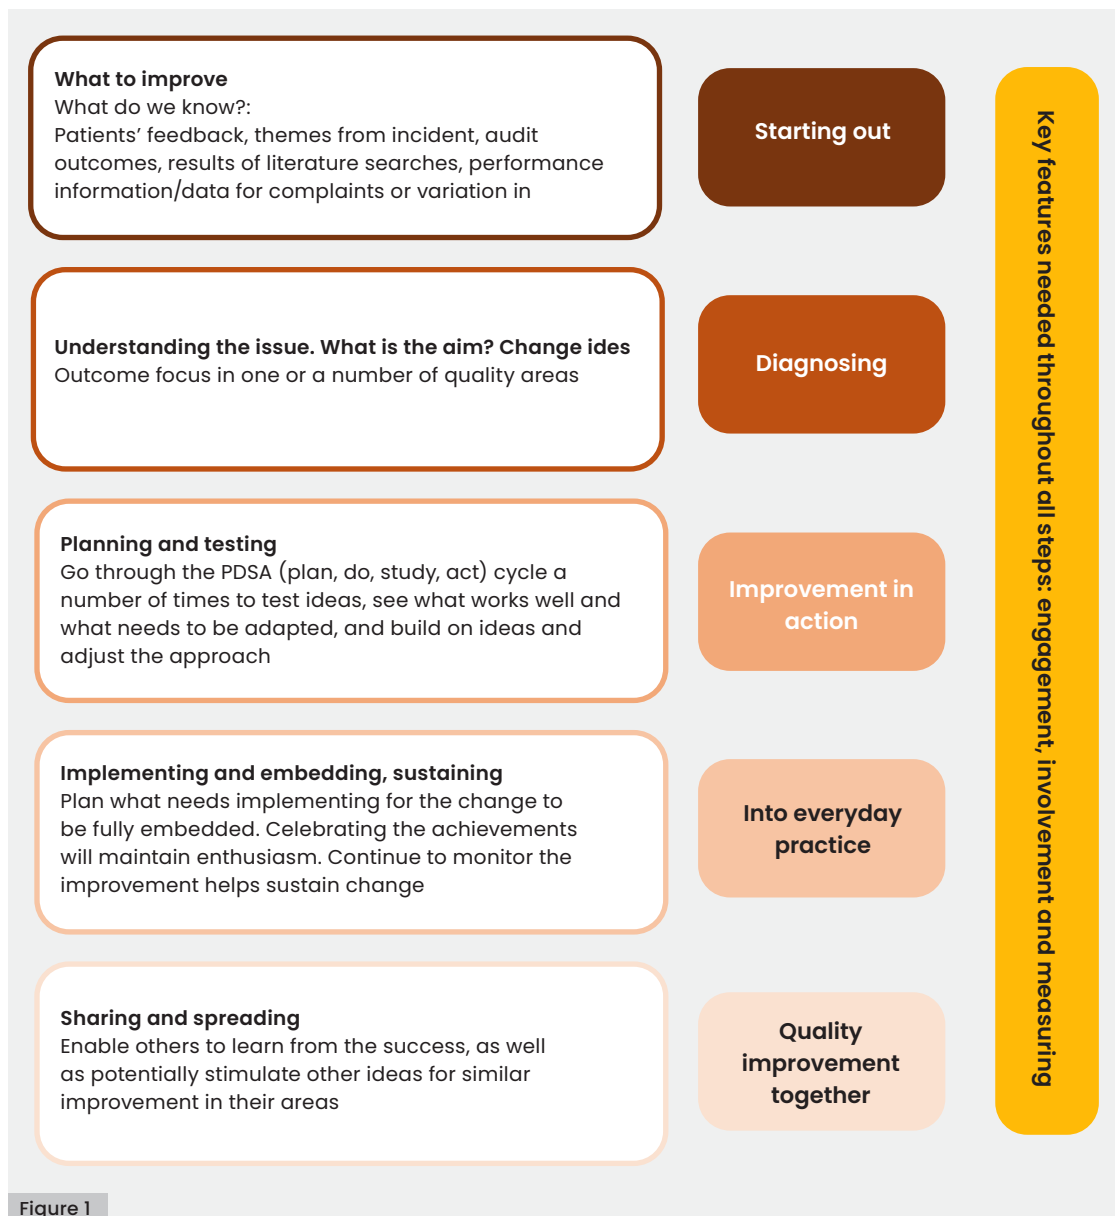 What to improve
What do we know?:
Patients’ feedback, themes from incident, audit
outcomes, results of literature searches, performance
information/data for complaints or variation in
Starting out
Understanding the issue. What is the aim? Change ides
Outcome focus in one or a number of quality areas
Diagnosing
Planning and testing
Go through the PDSA (plan, do, study, act) cycle a
number of times to test ideas, see what works well and
what needs to be adapted, and build on ideas and
adjust the approach
Improvement in
action
Implementing and embedding, sustaining
Plan what needs implementing for the change to
be fully embedded. Celebrating the achievements
will maintain enthusiasm. Continue to monitor the
improvement helps sustain change
Into everyday
practice
Sharing and spreading
Enable others to learn from the success, as well
as potentially stimulate other ideas for similar
improvement in their areas
Quality
improvement
together
Key features needed throughout all steps: engagement, involvement and measuring
Figure 1